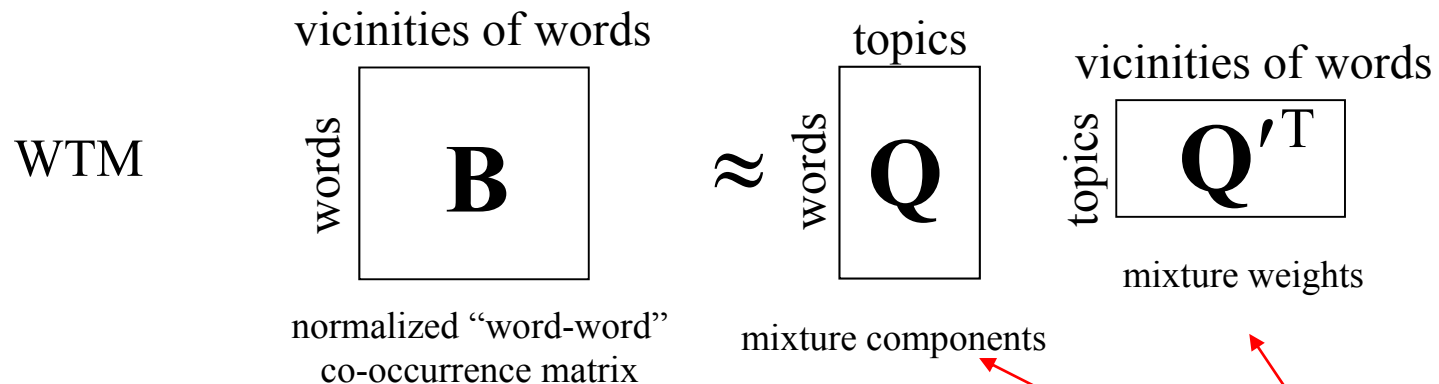 vicinities of words
topics
vicinities of words
WTM
words
B
≈
words
Q
topics
Q′ᵀ
mixture weights
normalized “word-word”
co-occurrence matrix
mixture components